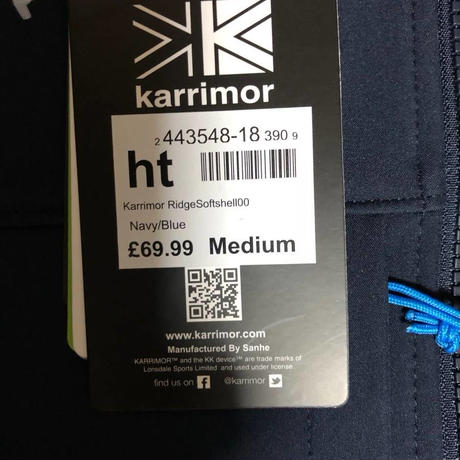 karrimor
2 443548-18 390 9
ht
Karrimor RidgeSoftshell00
Navy/Blue
£69.99 Medium
www.karrimor.com
Manufactured By Sanhe
KARRIMOR™ and the KK device™ are trade marks of
Lonsdale Sports Limited and used under license.
find us on f @karrimor